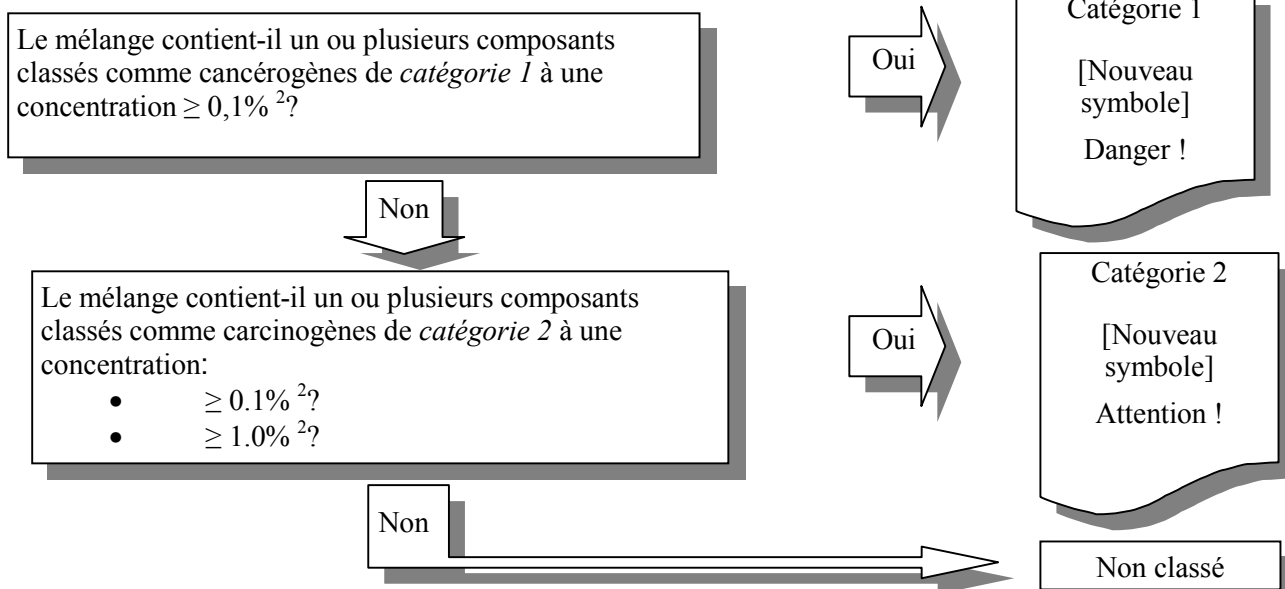 Le mélange contient-il un ou plusieurs composants
classés comme cancérogènes de catégorie 1 à une
concentration ≥ 0,1% ²?
Oui
Catégorie 1
[Nouveau
symbole]
Danger !
Non
Le mélange contient-il un ou plusieurs composants
classés comme carcinogènes de catégorie 2 à une
concentration:
• ≥ 0.1% ²?
• ≥ 1.0% ²?
Oui
Catégorie 2
[Nouveau
symbole]
Attention !
Non
Non classé